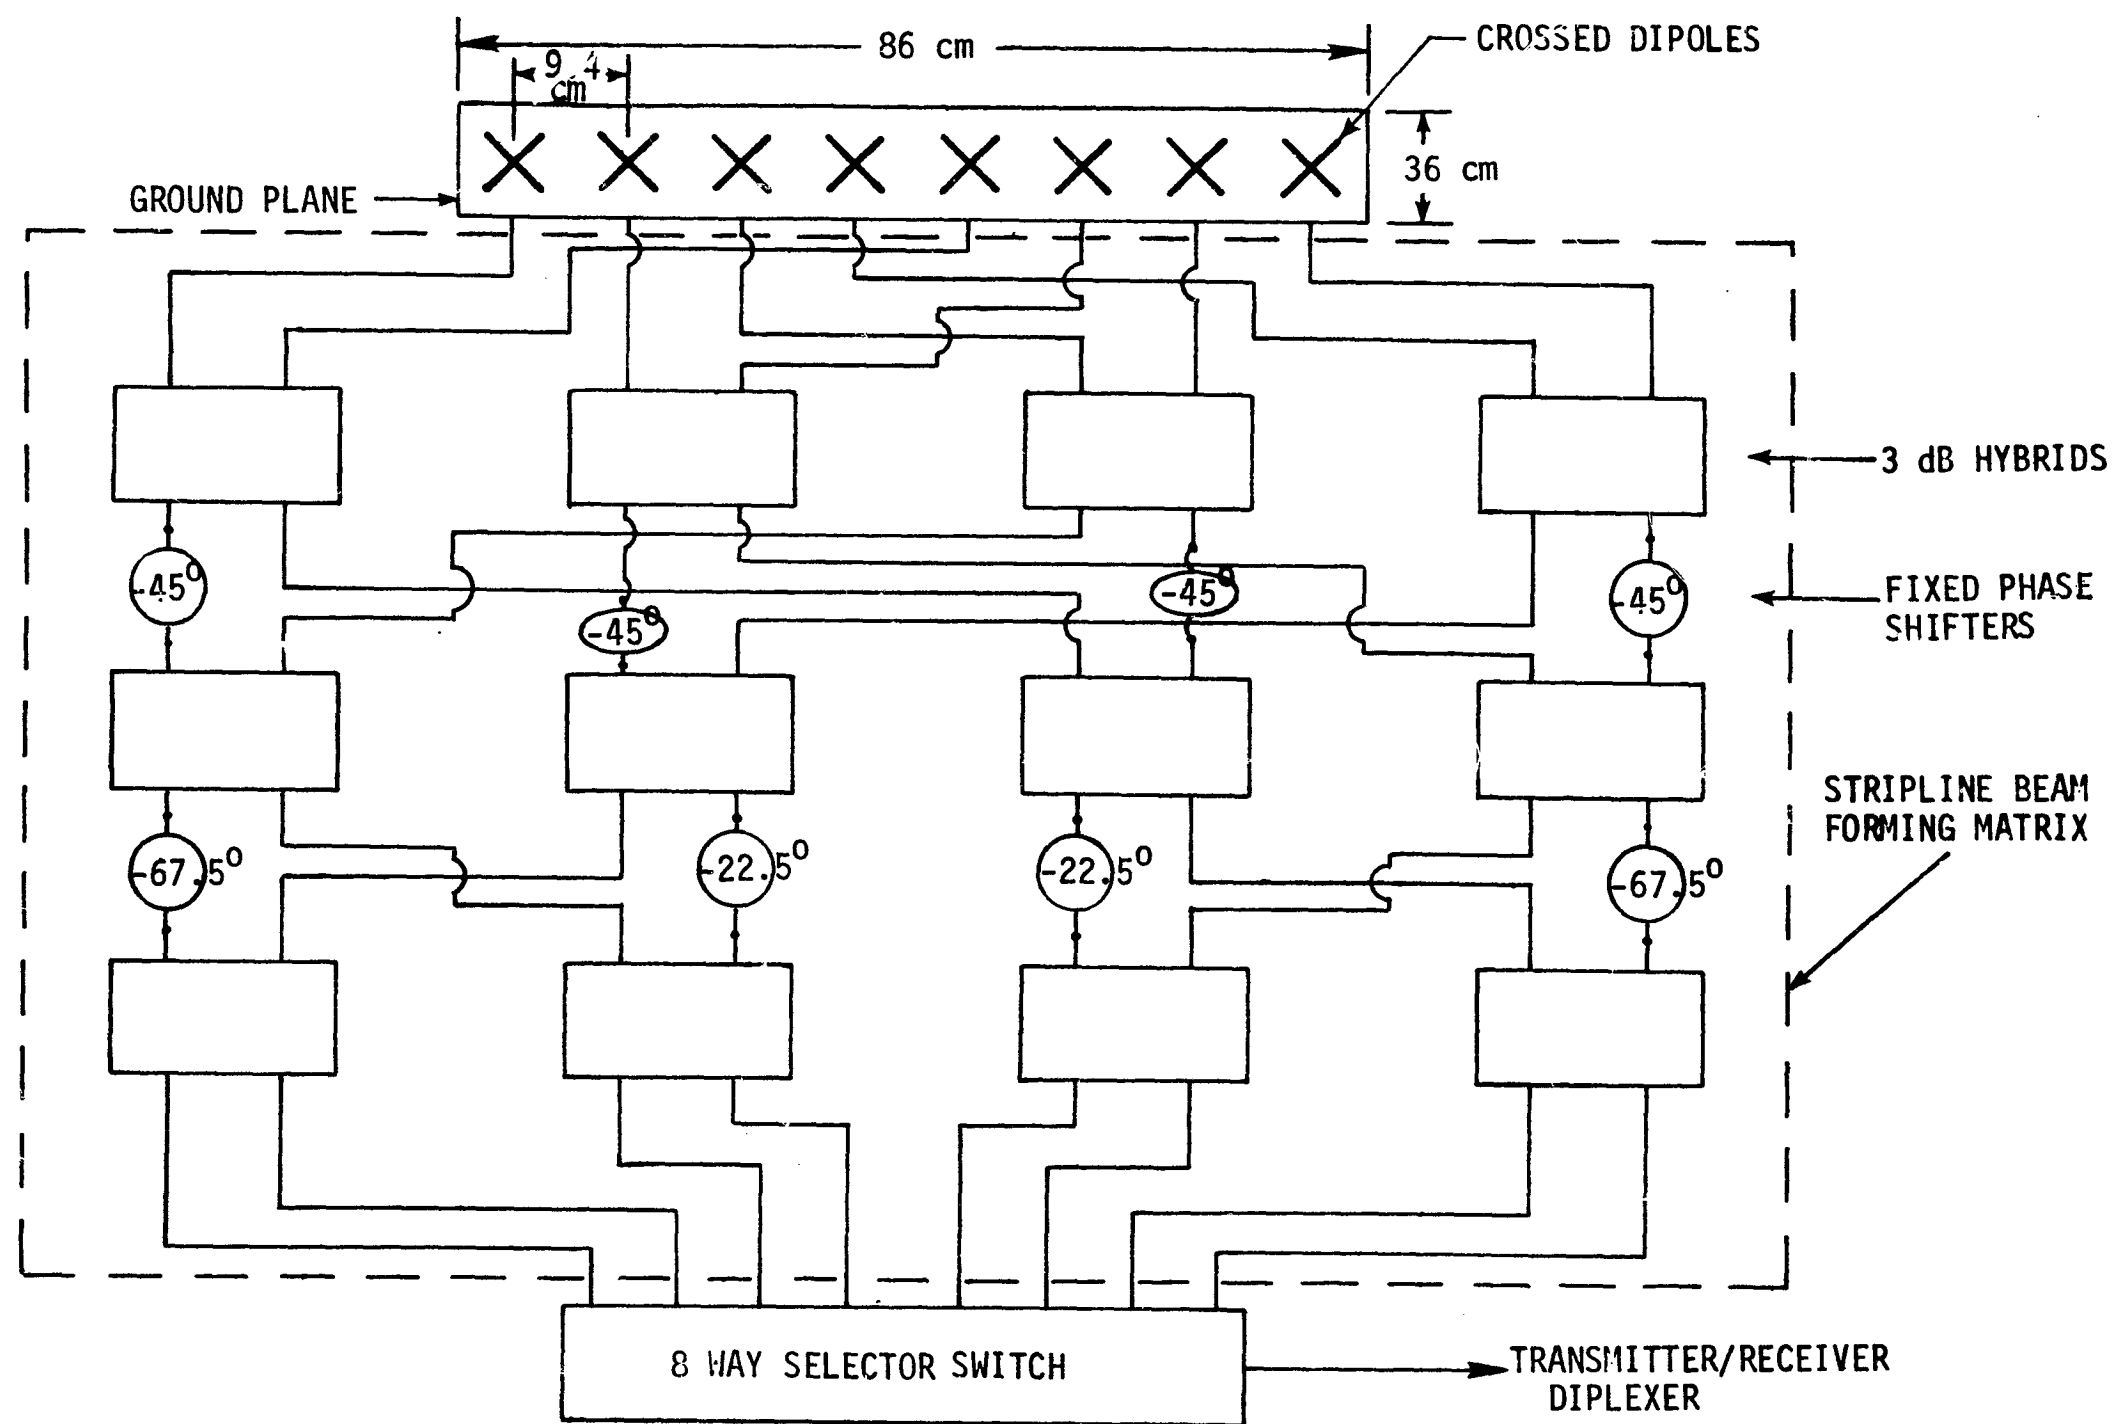 86 cm
CROSSED DIPOLES
9.4
cm
36 cm
GROUND PLANE
3 dB HYBRIDS
-45°
-45°
-45°
-45°
FIXED PHASE
SHIFTERS
STRIPLINE BEAM
FORMING MATRIX
-67.5°
-22.5°
-22.5°
-67.5°
8 WAY SELECTOR SWITCH
TRANSMITTER/RECEIVER
DIPLEXER